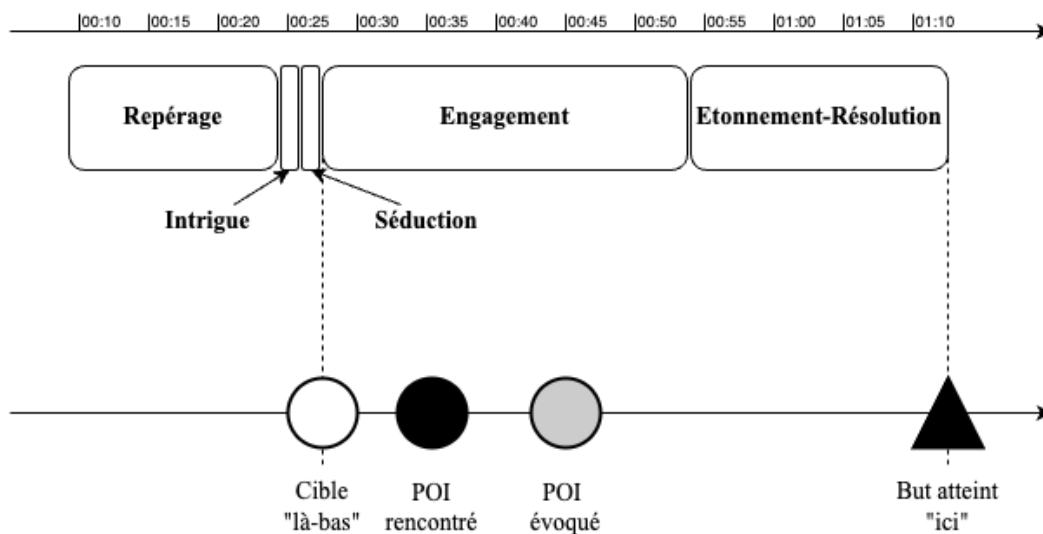 00:10 00:15 00:20 00:25 00:30 00:35 00:40 00:45 00:50 01:00 01:05 01:10
Repérage
Engagement
Etonnement-Résolution
Intrigue
Séduction
Cible
"là-bas"
POI
rencontré
POI
évoqué
But atteint
"ici"